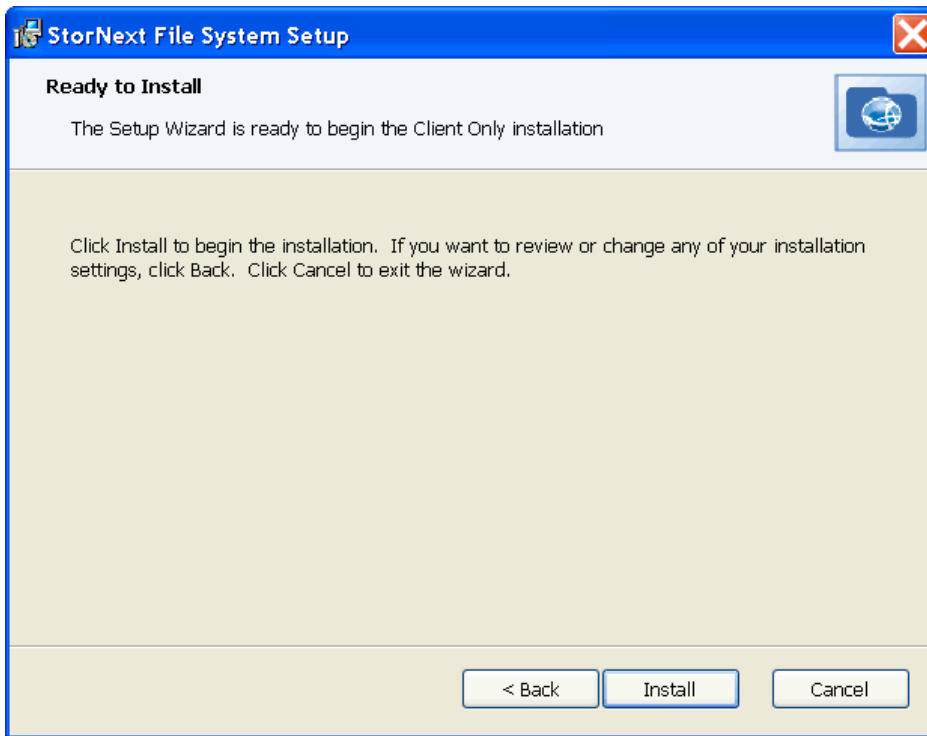 StorNext File System Setup
Ready to Install
The Setup Wizard is ready to begin the Client Only installation
Click Install to begin the installation.  If you want to review or change any of your installation
settings, click Back.  Click Cancel to exit the wizard.
< Back
Install
Cancel